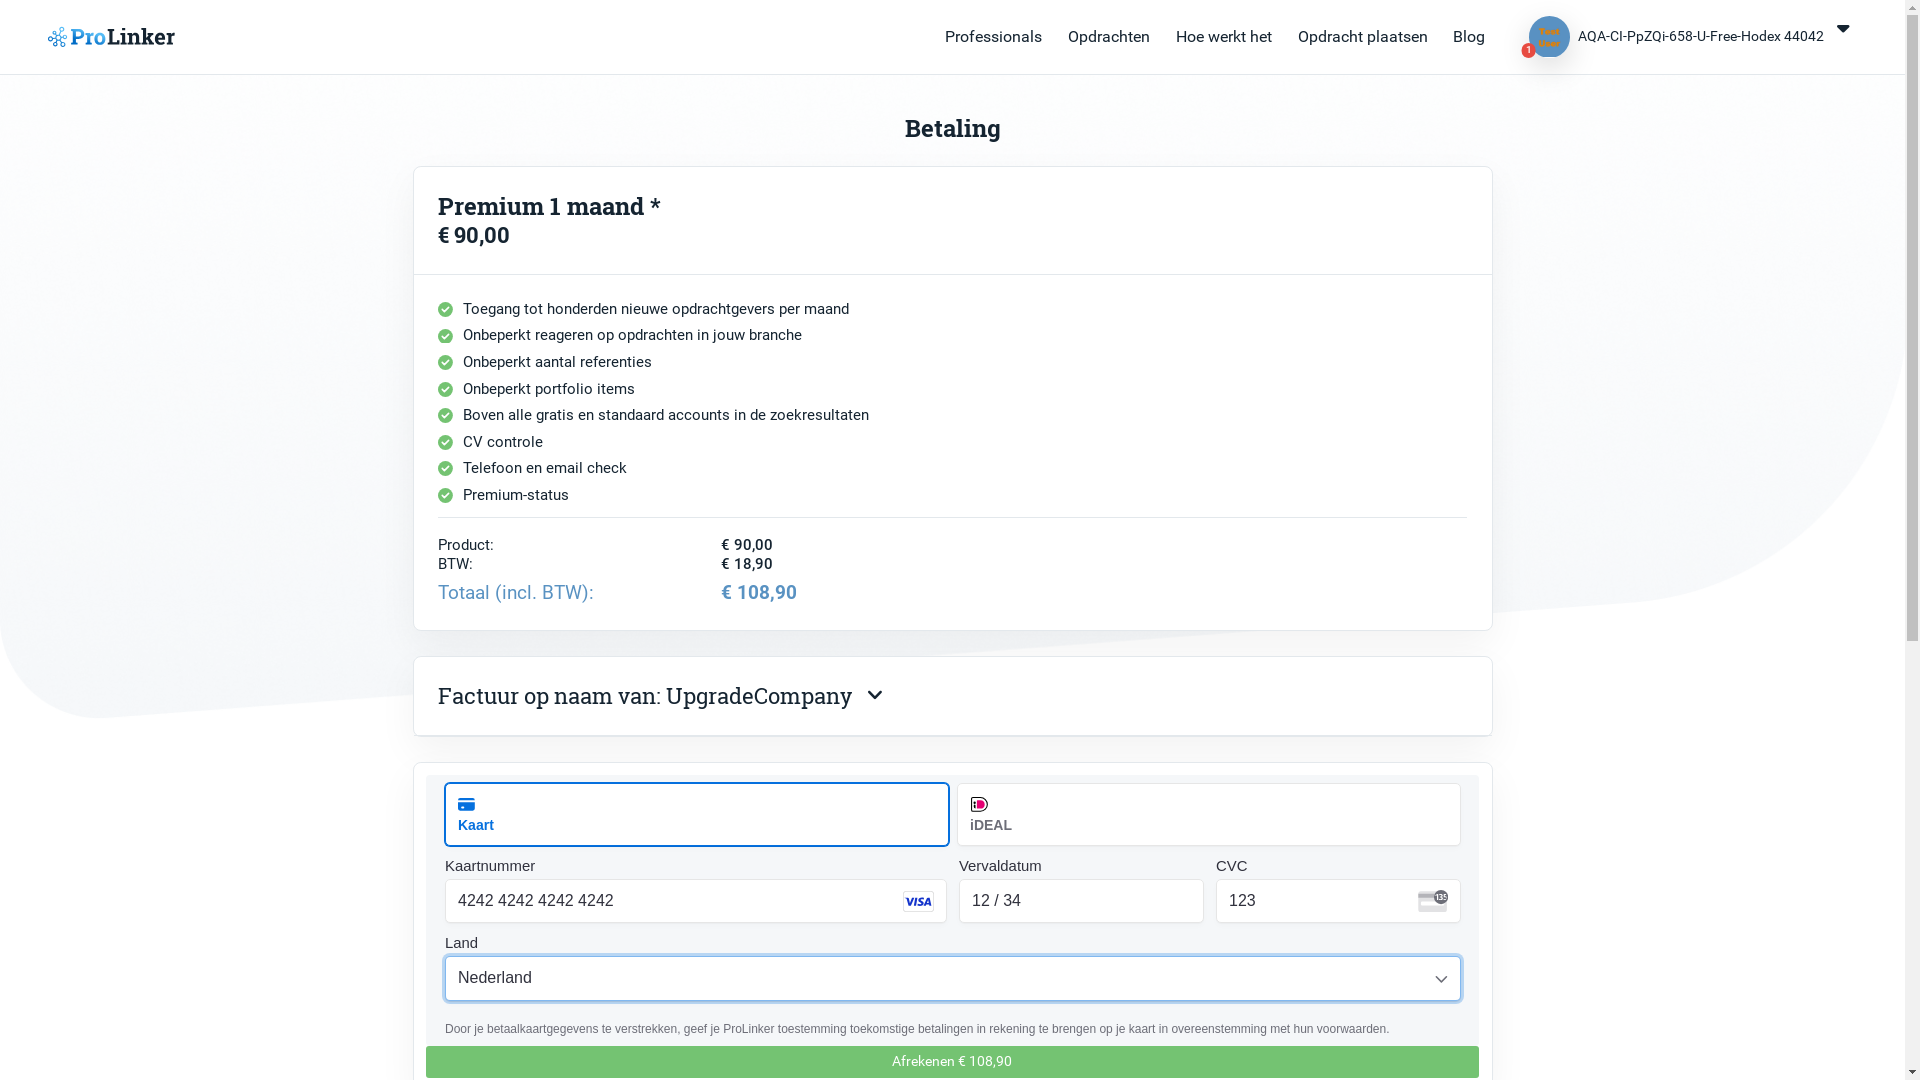 ProLinker
Professionals
Opdrachten
Hoe werkt het
Opdracht plaatsen
Blog
Test
User
1
AQA-CI-PpZQi-658-U-Free-Hodex 44042
Betaling
Premium 1 maand *
€ 90,00
Toegang tot honderden nieuwe opdrachtgevers per maand
Onbeperkt reageren op opdrachten in jouw branche
Onbeperkt aantal referenties
Onbeperkt portfolio items
Boven alle gratis en standaard accounts in de zoekresultaten
CV controle
Telefoon en email check
Premium-status
Product: € 90,00
BTW: € 18,90
Totaal (incl. BTW): € 108,90
Factuur op naam van: UpgradeCompany
Kaart
iDEAL
Kaartnummer
Vervaldatum
CVC
4242 4242 4242 4242
VISA
12 / 34
123
135
Land
Nederland
Door je betaalkaartgegevens te verstrekken, geef je ProLinker toestemming toekomstige betalingen in rekening te brengen op je kaart in overeenstemming met hun voorwaarden.
Afrekenen € 108,90